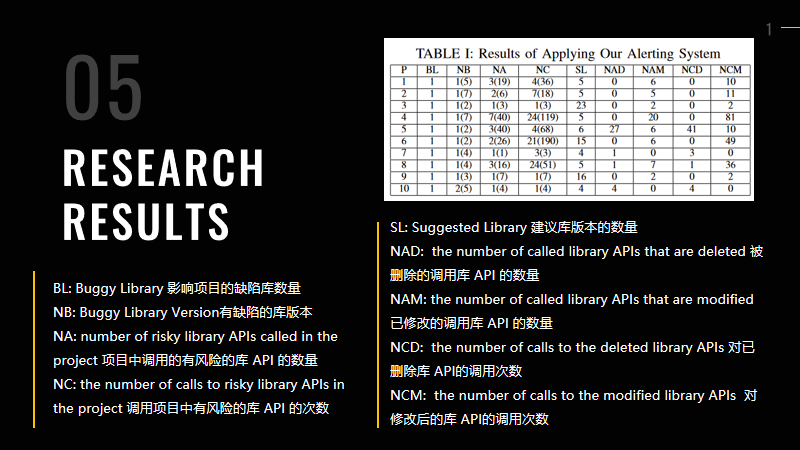 1
05
RESEARCH
RESULTS
TABLE I: Results of Applying Our Alerting System
P BL NB NA NC SL NAD NAM NCD NCM
1 1 1(5) 3(19) 4(36) 5 0 6 0 10
2 1 1(7) 2(6) 7(18) 5 0 5 0 11
3 1 1(2) 1(3) 1(3) 23 0 2 0 2
4 1 1(7) 7(40) 24(119) 5 0 20 0 81
5 1 1(2) 3(40) 4(68) 6 27 6 41 10
6 1 1(2) 2(26) 21(190) 15 0 6 0 49
7 1 1(4) 1(1) 3(3) 4 1 0 3 0
8 1 1(4) 3(16) 24(51) 5 1 7 1 36
9 1 1(3) 1(7) 1(7) 16 0 2 0 2
10 1 2(5) 1(4) 1(4) 4 4 0 4 0
BL: Buggy Library 影响项目的缺陷库数量
NB: Buggy Library Version有缺陷的库版本
NA: number of risky library APIs called in the
project 项目中调用的有风险的库 API 的数量
NC: the number of calls to risky library APIs in
the project 调用项目中有风险的库 API 的次数
SL: Suggested Library 建议库版本的数量
NAD: the number of called library APIs that are deleted 被
删除的调用库 API 的数量
NAM: the number of called library APIs that are modified
已修改的调用库 API 的数量
NCD: the number of calls to the deleted library APIs 对已
删除库 API的调用次数
NCM: the number of calls to the modified library APIs 对
修改后的库 API的调用次数